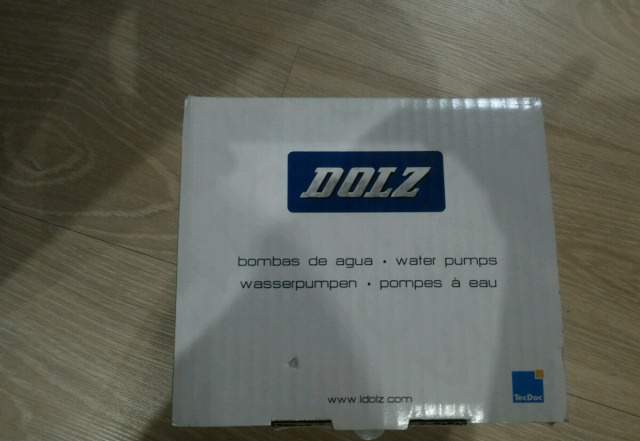 DOLZ
bombas de agua • water pumps
wasserpumpen • pompes à eau
www.idolz.com
TecDoc